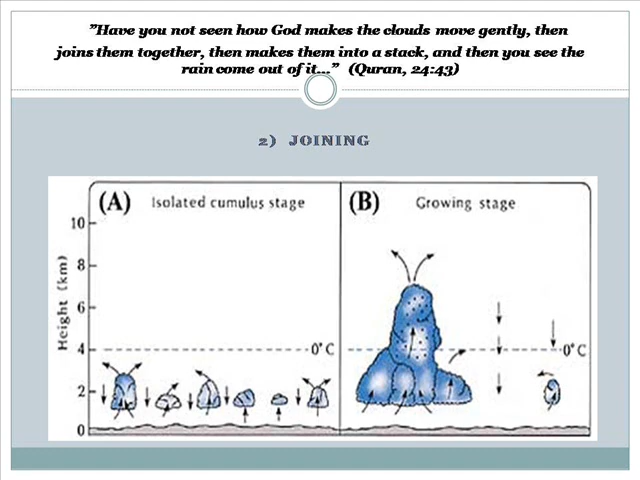 "Have you not seen how God makes the clouds move gently, then
joins them together, then makes them into a stack, and then you see the
rain come out of it..." (Quran, 24:43)
2) JOINING
(A) Isolated cumulus stage
(B) Growing stage
Height (km)
10
8
6
4
2
0
0°C
0°C